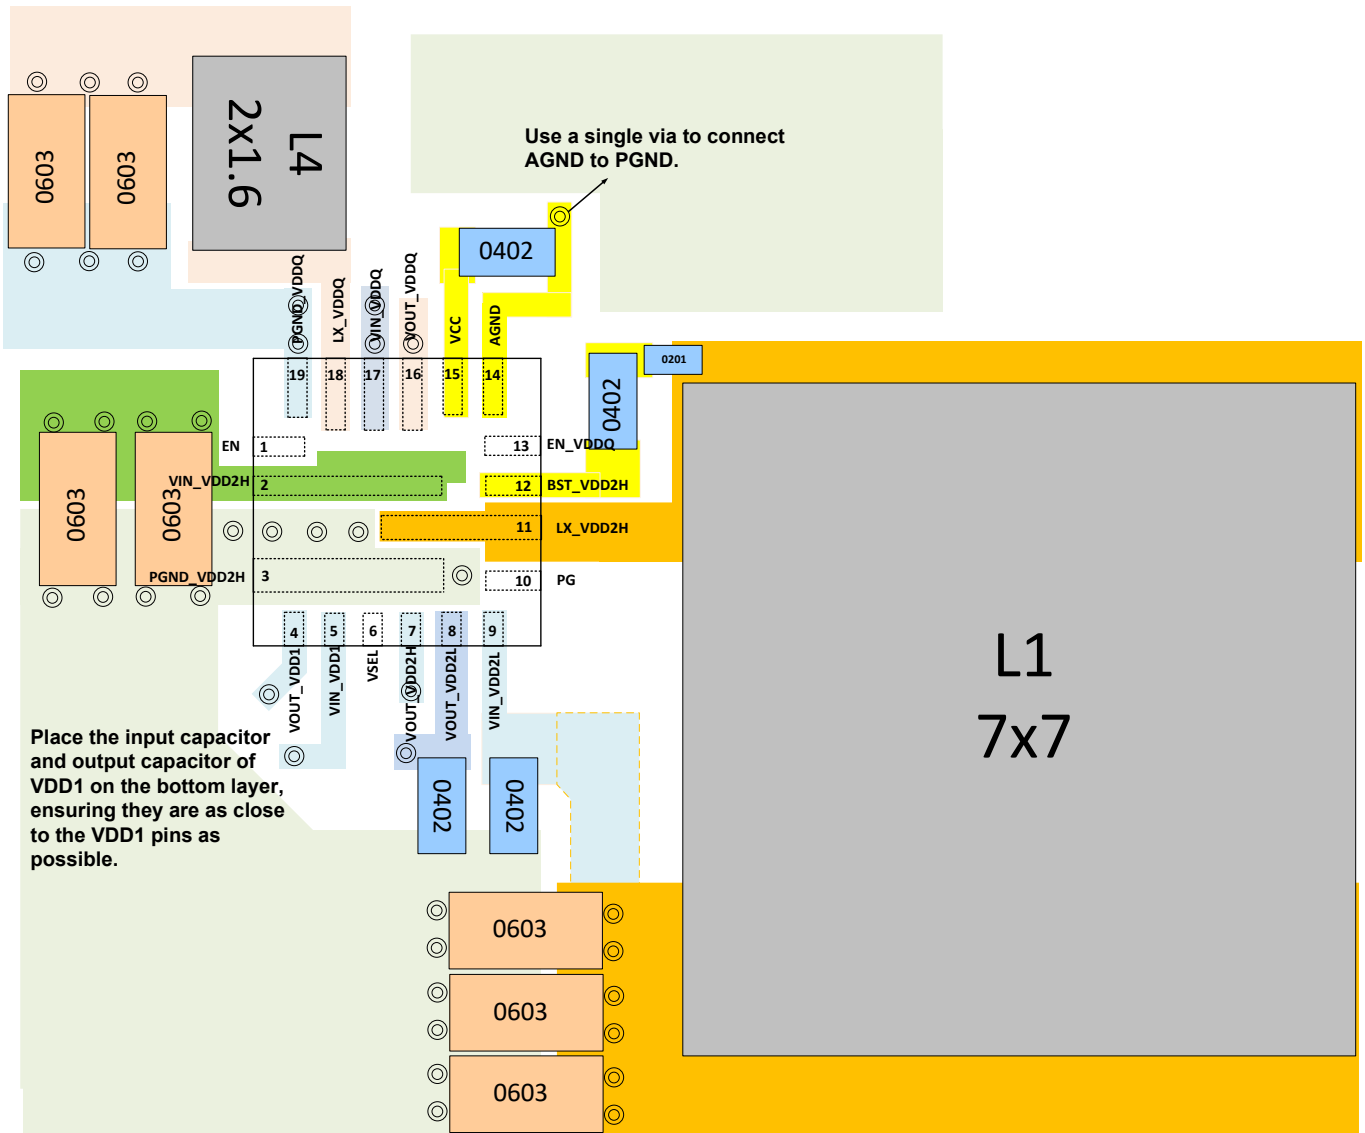 L4
2x1.6
0603
0603
Use a single via to connect
AGND to PGND.
0402
PGND_VDDQ
LX_VDDQ
VIN_VDDQ
VOUT_VDDQ
VCC
AGND
19
18
17
16
15
14
0201
0402
EN
1
13
EN_VDDQ
VIN_VDD2H
2
12
BST_VDD2H
0603
0603
11
LX_VDD2H
PGND_VDD2H
3
10
PG
4
5
6
7
8
9
VOUT_VDD1
VIN_VDD1
VSEL
VOUT_VDD2H
VOUT_VDD2L
VIN_VDD2L
L1
7x7
Place the input capacitor
and output capacitor of
VDD1 on the bottom layer,
ensuring they are as close
to the VDD1 pins as
possible.
0402
0402
0603
0603
0603